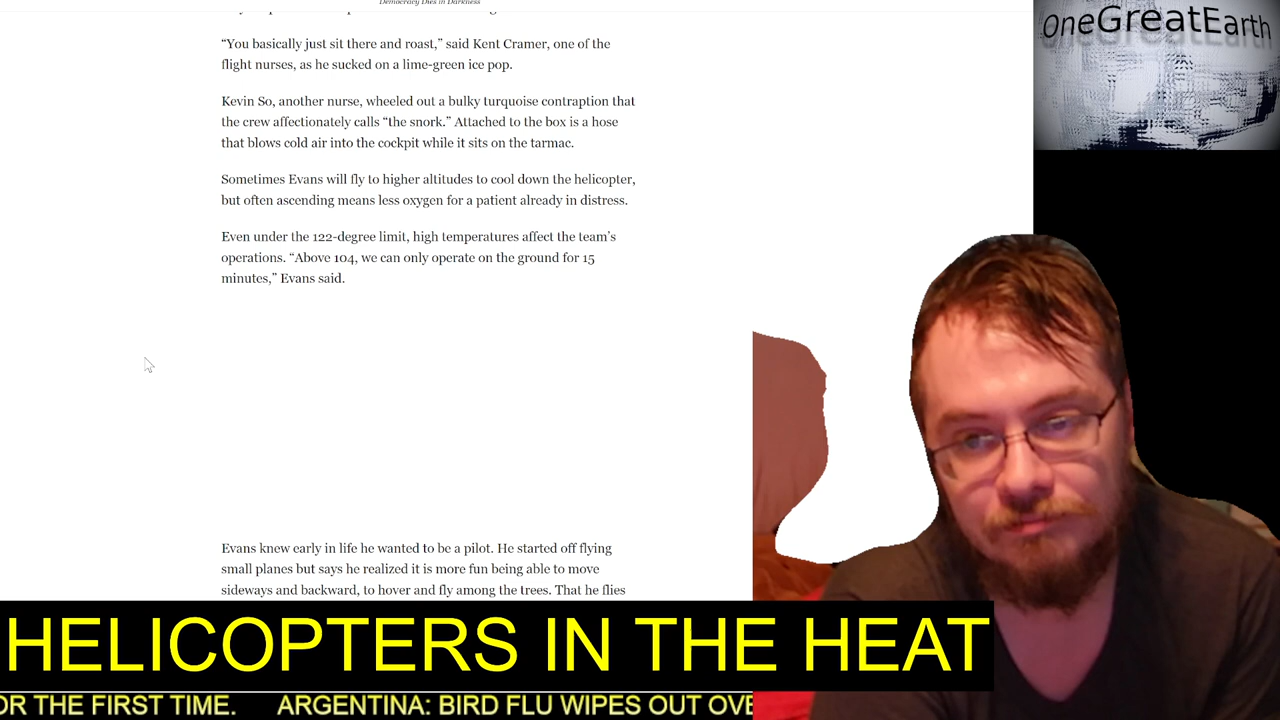 Democracy Dies in Darkness
OneGreatEarth
“You basically just sit there and roast,” said Kent Cramer, one of the
flight nurses, as he sucked on a lime-green ice pop.
Kevin So, another nurse, wheeled out a bulky turquoise contraption that
the crew affectionately calls “the snork.” Attached to the box is a hose
that blows cold air into the cockpit while it sits on the tarmac.
Sometimes Evans will fly to higher altitudes to cool down the helicopter,
but often ascending means less oxygen for a patient already in distress.
Even under the 122-degree limit, high temperatures affect the team’s
operations. “Above 104, we can only operate on the ground for 15
minutes,” Evans said.
Evans knew early in life he wanted to be a pilot. He started off flying
small planes but says he realized it is more fun being able to move
sideways and backward, to hover and fly among the trees. That he flies
HELICOPTERS IN THE HEAT
OR THE FIRST TIME. ARGENTINA: BIRD FLU WIPES OUT OVE